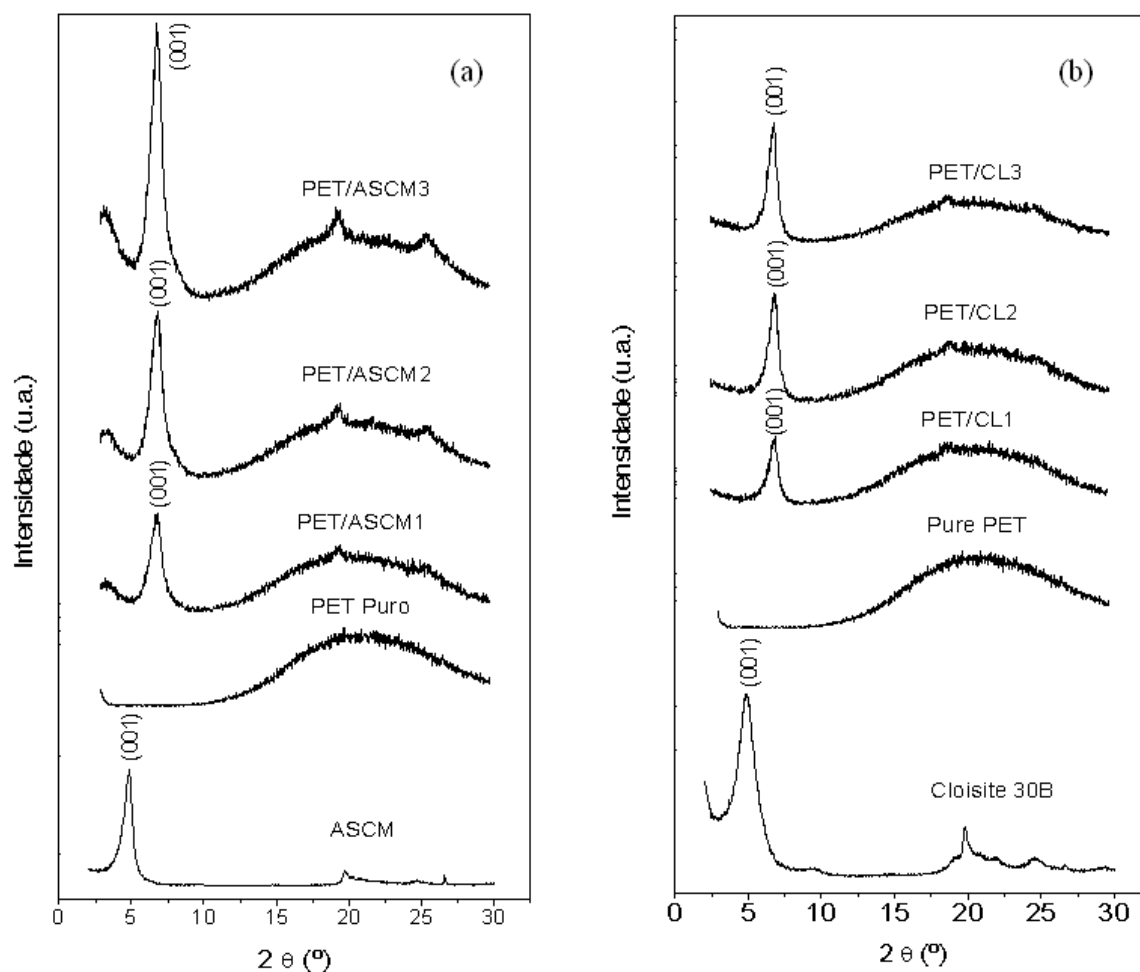 (a)
(001)
PET/ASCM3
(001)
PET/ASCM2
(001)
PET/ASCM1
PET Puro
(001)
ASCM
Intensidade (u.a.)
0 5 10 15 20 25 30
2 θ (º)
(b)
(001)
PET/CL3
(001)
PET/CL2
(001)
PET/CL1
Pure PET
(001)
Cloisite 30B
Intensidade (u.a.)
0 5 10 15 20 25 30
2 θ (º)